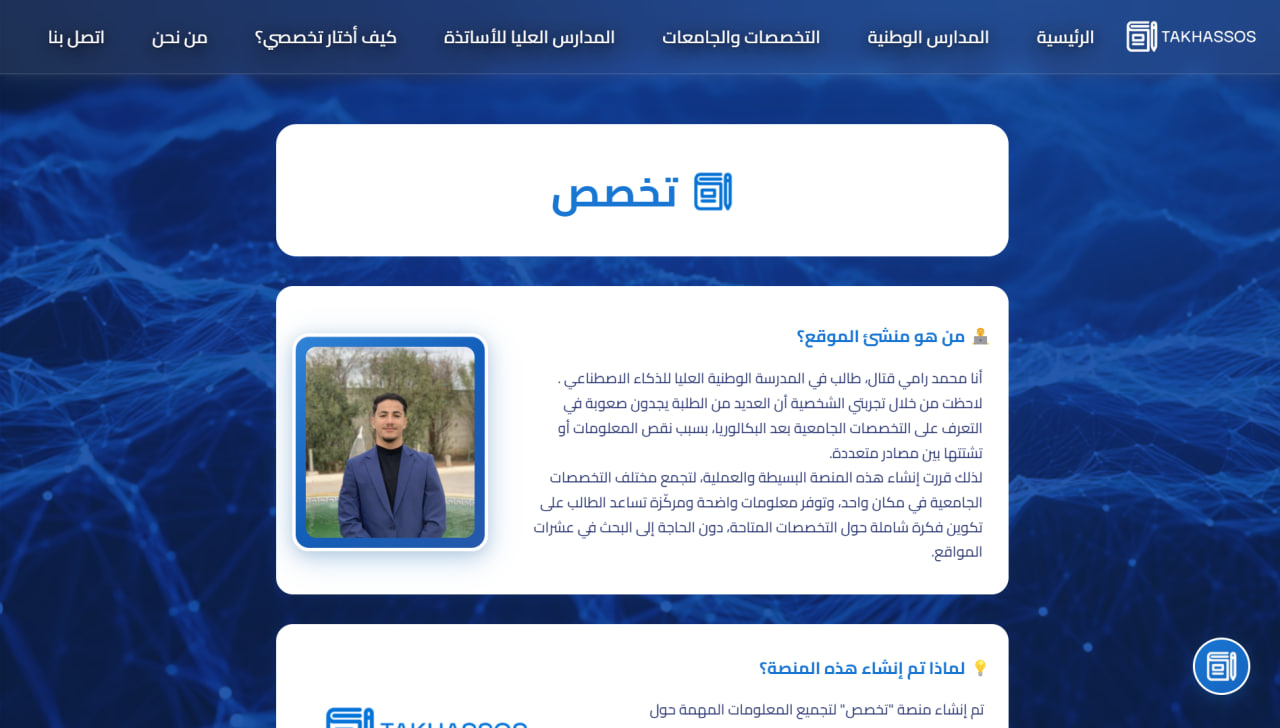 TAKHASSOS
الرئيسية
المدارس الوطنية
التخصصات والجامعات
المدارس العليا للأساتذة
كيف أختار تخصصي؟
من نحن
اتصل بنا
تخصص
من هو منشئ الموقع؟
أنا محمد رامي قتال، طالب في المدرسة الوطنية العليا للذكاء الاصطناعي .
لاحظت من خلال تجربتي الشخصية أن العديد من الطلبة يجدون صعوبة في
التعرف على التخصصات الجامعية بعد البكالوريا، بسبب نقص المعلومات أو
تشتتها بين مصادر متعددة.
لذلك قررت إنشاء هذه المنصة البسيطة والعملية، لتجمع مختلف التخصصات
الجامعية في مكان واحد، وتوفر معلومات واضحة ومركّزة تساعد الطالب على
تكوين فكرة شاملة حول التخصصات المتاحة، دون الحاجة إلى البحث في عشرات
المواقع.
لماذا تم إنشاء هذه المنصة؟
تم إنشاء منصة "تخصص" لتجميع المعلومات المهمة حول
TAKHASSOS